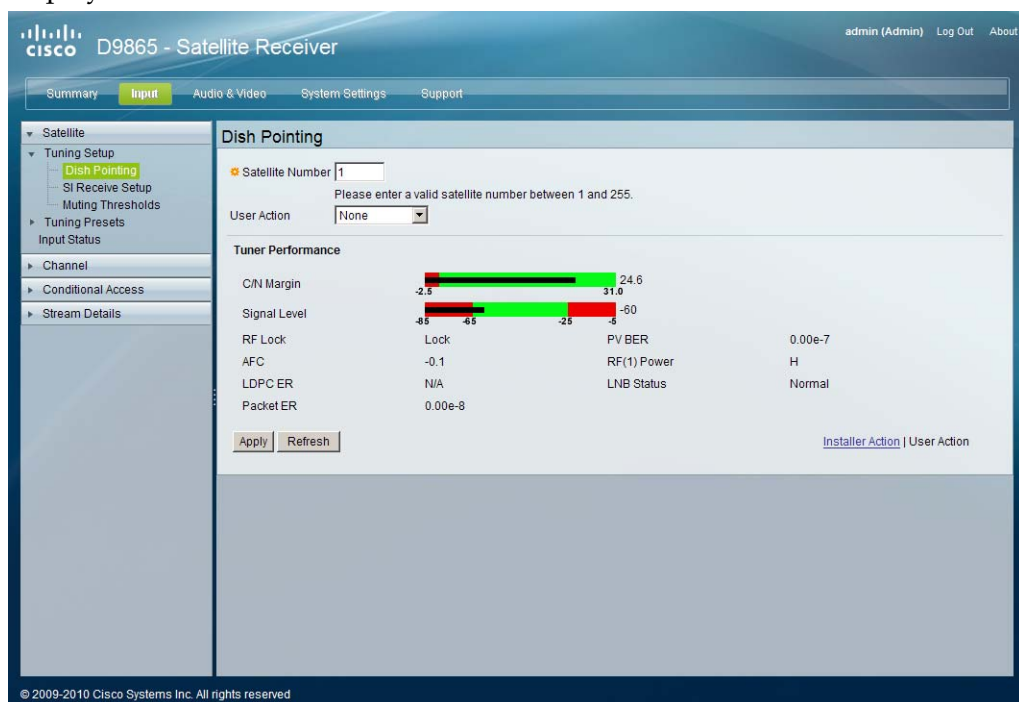 cisco D9865 - Satellite Receiver
admin (Admin) Log Out About
Summary Input Audio & Video System Settings Support
Satellite
Tuning Setup
Dish Pointing
SI Receive Setup
Muting Thresholds
Tuning Presets
Input Status
Channel
Conditional Access
Stream Details
Dish Pointing
Satellite Number 1
Please enter a valid satellite number between 1 and 255.
User Action None
Tuner Performance
C/N Margin 24.6
-2.5 31.0
Signal Level -60
-85 -65 -25 -5
RF Lock Lock PV BER 0.00e-7
AFC -0.1 RF(1) Power H
LDPC ER N/A LNB Status Normal
Packet ER 0.00e-8
Apply Refresh Installer Action | User Action
© 2009-2010 Cisco Systems Inc. All rights reserved